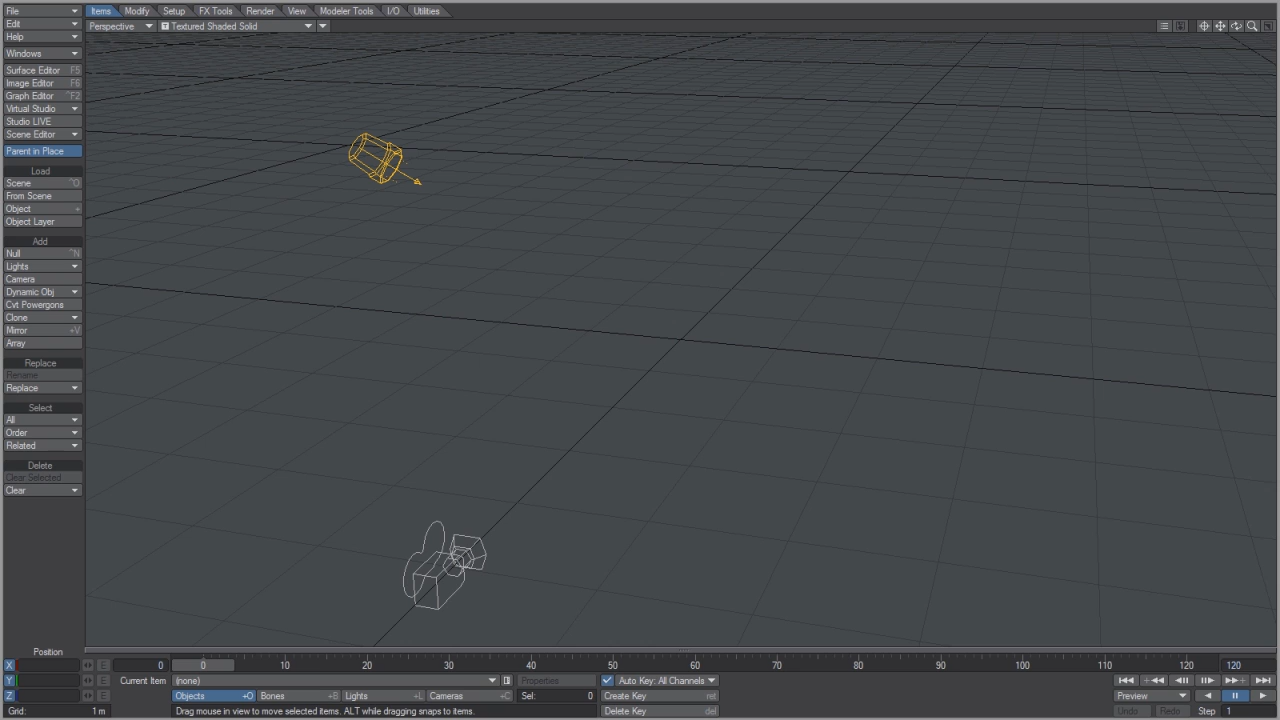 File
Edit
Help
Windows
Surface Editor F5
Image Editor F6
Graph Editor ^F2
Virtual Studio
Studio LIVE
Scene Editor
Parent in Place
Load
Scene ^O
From Scene
Object +
Object Layer
Add
Null ^N
Lights
Camera
Dynamic Obj
Cvt Powergons
Clone
Mirror +V
Array
Replace
Rename
Replace
Select
All
Order
Related
Delete
Clear Selected
Clear
Items Modify Setup FX Tools Render View Modeler Tools I/O Utilities
Perspective T Textured Shaded Solid
Position
X E 0 0 10 20 30 40 50 60 70 80 90 100 110 120 120
Y E Current Item (none) Properties Auto Key: All Channels
Z E Objects +O Bones +B Lights +L Cameras +C Sel: 0 Create Key ret Preview
Grid: 1 m Drag mouse in view to move selected items. ALT while dragging snaps to items. Delete Key del Undo Redo Step 1